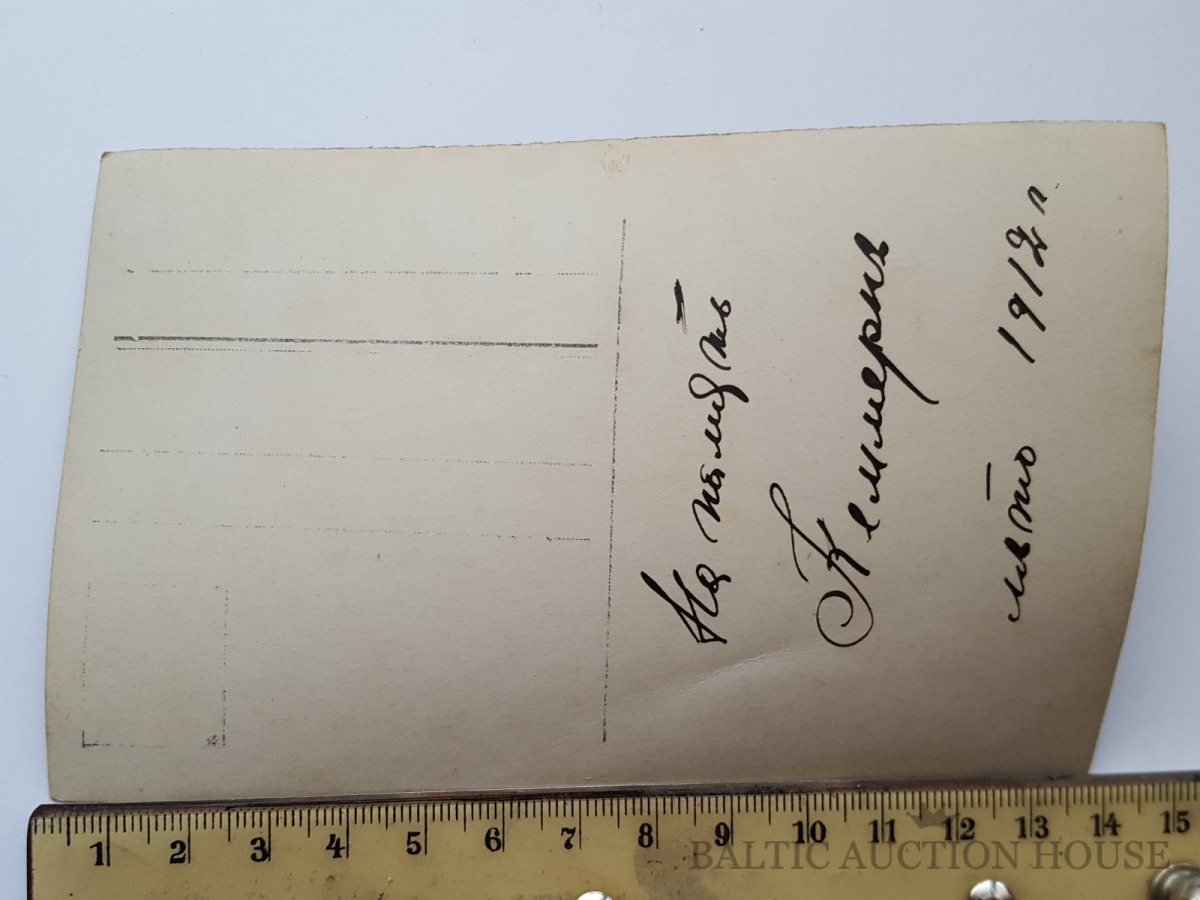 На память
Кеммернъ
лѣто 1912 г.
1 2 3 4 5 6 7 8 9 10 11 12 13 14 15
BALTIC AUCTION HOUSE